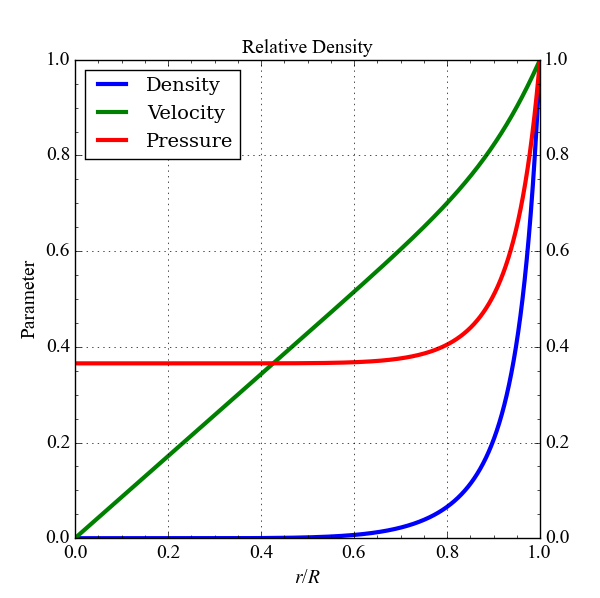 Relative Density
Density
Velocity
Pressure
Parameter
1.0
0.8
0.6
0.4
0.2
0.0
1.0
0.8
0.6
0.4
0.2
0.0
0.0 0.2 0.4 0.6 0.8 1.0
r/R